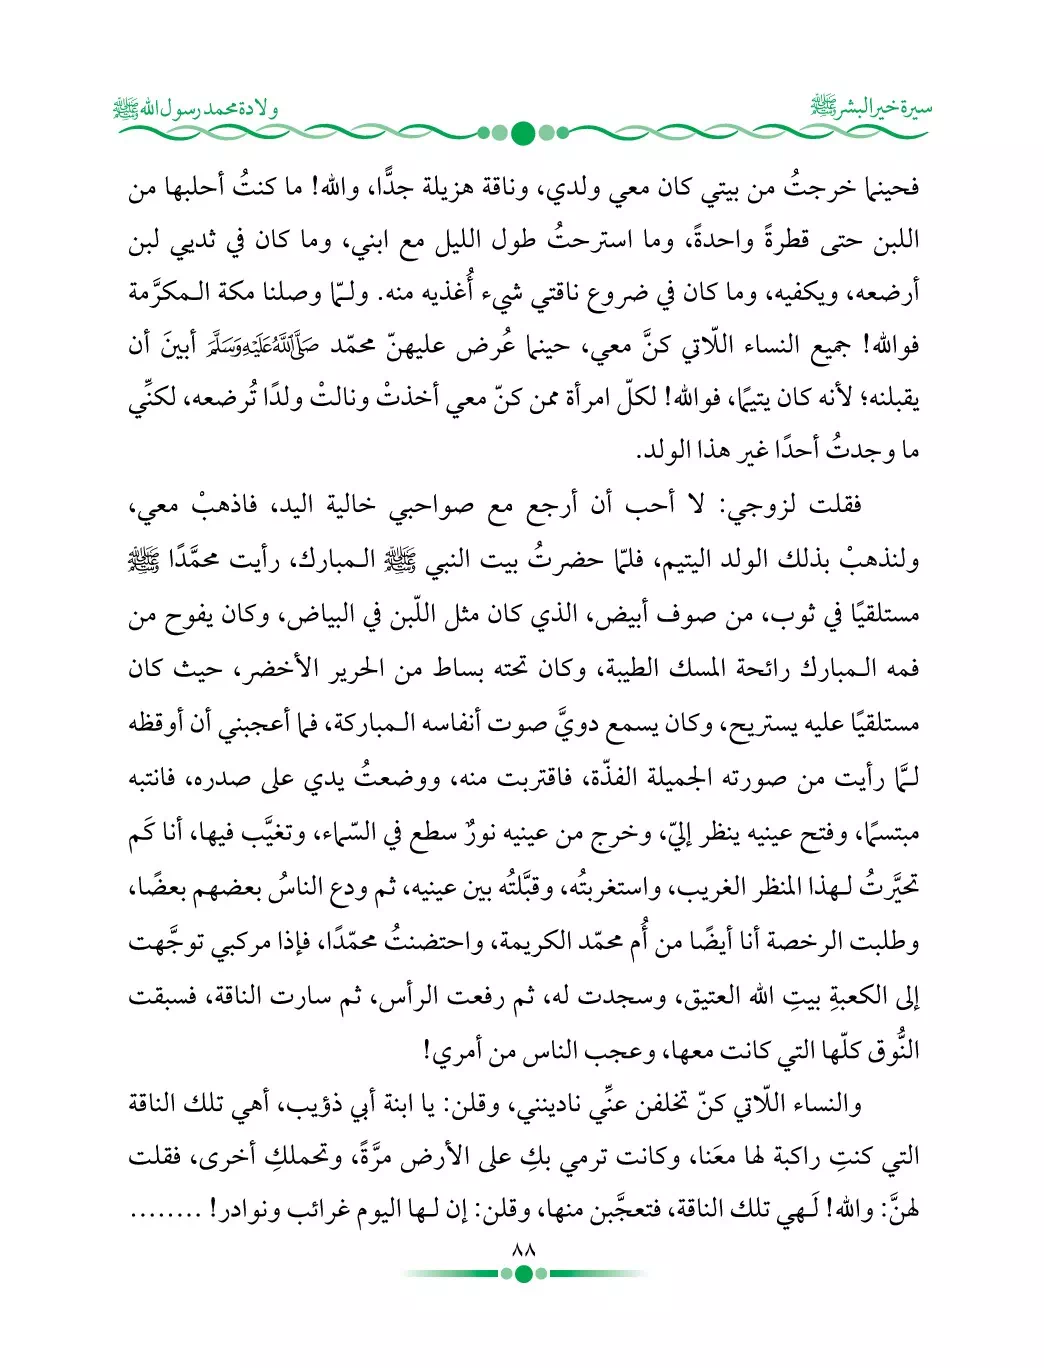 سيرة خير البشر ﷺ
ولادة محمد رسول الله ﷺ
فحينما خرجتُ من بيتي كان معي ولدي، وناقة هزيلة جدًّا، والله! ما كنتُ أحلبها من
اللبن حتى قطرةً واحدةً، وما استرحتُ طول الليل مع ابني، وما كان في ثديي لبن
أرضعه، ويكفيه، وما كان في ضروع ناقتي شيء أُغذيه منه. ولـمّا وصلنا مكة الـمكرَّمة
فوالله! جميع النساء اللّاتي كنَّ معي، حينما عُرض عليهنّ محمّد ﷺ أبينَ أن
يقبلنه؛ لأنه كان يتيمًا، فوالله! لكلّ امرأة ممن كنّ معي أخذتْ ونالتْ ولدًا تُرضعه، لكنِّي
ما وجدتُ أحدًا غير هذا الولد.
فقلت لزوجي: لا أحب أن أرجع مع صواحبي خالية اليد، فاذهبْ معي،
ولنذهبْ بذلك الولد اليتيم، فلمّا حضرتُ بيت النبي ﷺ الـمبارك، رأيت محمَّدًا ﷺ
مستلقيًا في ثوب، من صوف أبيض، الذي كان مثل اللّبن في البياض، وكان يفوح من
فمه الـمبارك رائحة المسك الطيبة، وكان تحته بساط من الحرير الأخضر، حيث كان
مستلقيًا عليه يستريح، وكان يسمع دويَّ صوت أنفاسه الـمباركة، فما أعجبني أن أوقظه
لـمَّا رأيت من صورته الجميلة الفذّة، فاقتربت منه، ووضعتُ يدي على صدره، فانتبه
مبتسمًا، وفتح عينيه ينظر إليّ، وخرج من عينيه نورٌ سطع في السّماء، وتغيَّب فيها، أنا كَم
تحيَّرتُ لـهذا المنظر الغريب، واستغربتُه، وقبَّلتُه بين عينيه، ثم ودع الناسُ بعضهم بعضًا،
وطلبت الرخصة أنا أيضًا من أُم محمّد الكريمة، واحتضنتُ محمّدًا، فإذا مركبي توجَّهت
إلى الكعبةِ بيتِ الله العتيق، وسجدت له، ثم رفعت الرأس، ثم سارت الناقة، فسبقت
النُّوق كلّها التي كانت معها، وعجب الناس من أمري!
والنساء اللّاتي كنّ تخلفن عنِّي نادينني، وقلن: يا ابنة أبي ذؤيب، أهي تلك الناقة
التي كنتِ راكبة لها معَنا، وكانت ترمي بكِ على الأرض مرَّةً، وتحملكِ أخرى، فقلت
لهنَّ: والله! لَـهي تلك الناقة، فتعجَّبن منها، وقلن: إن لـها اليوم غرائب ونوادر! ........
٨٨